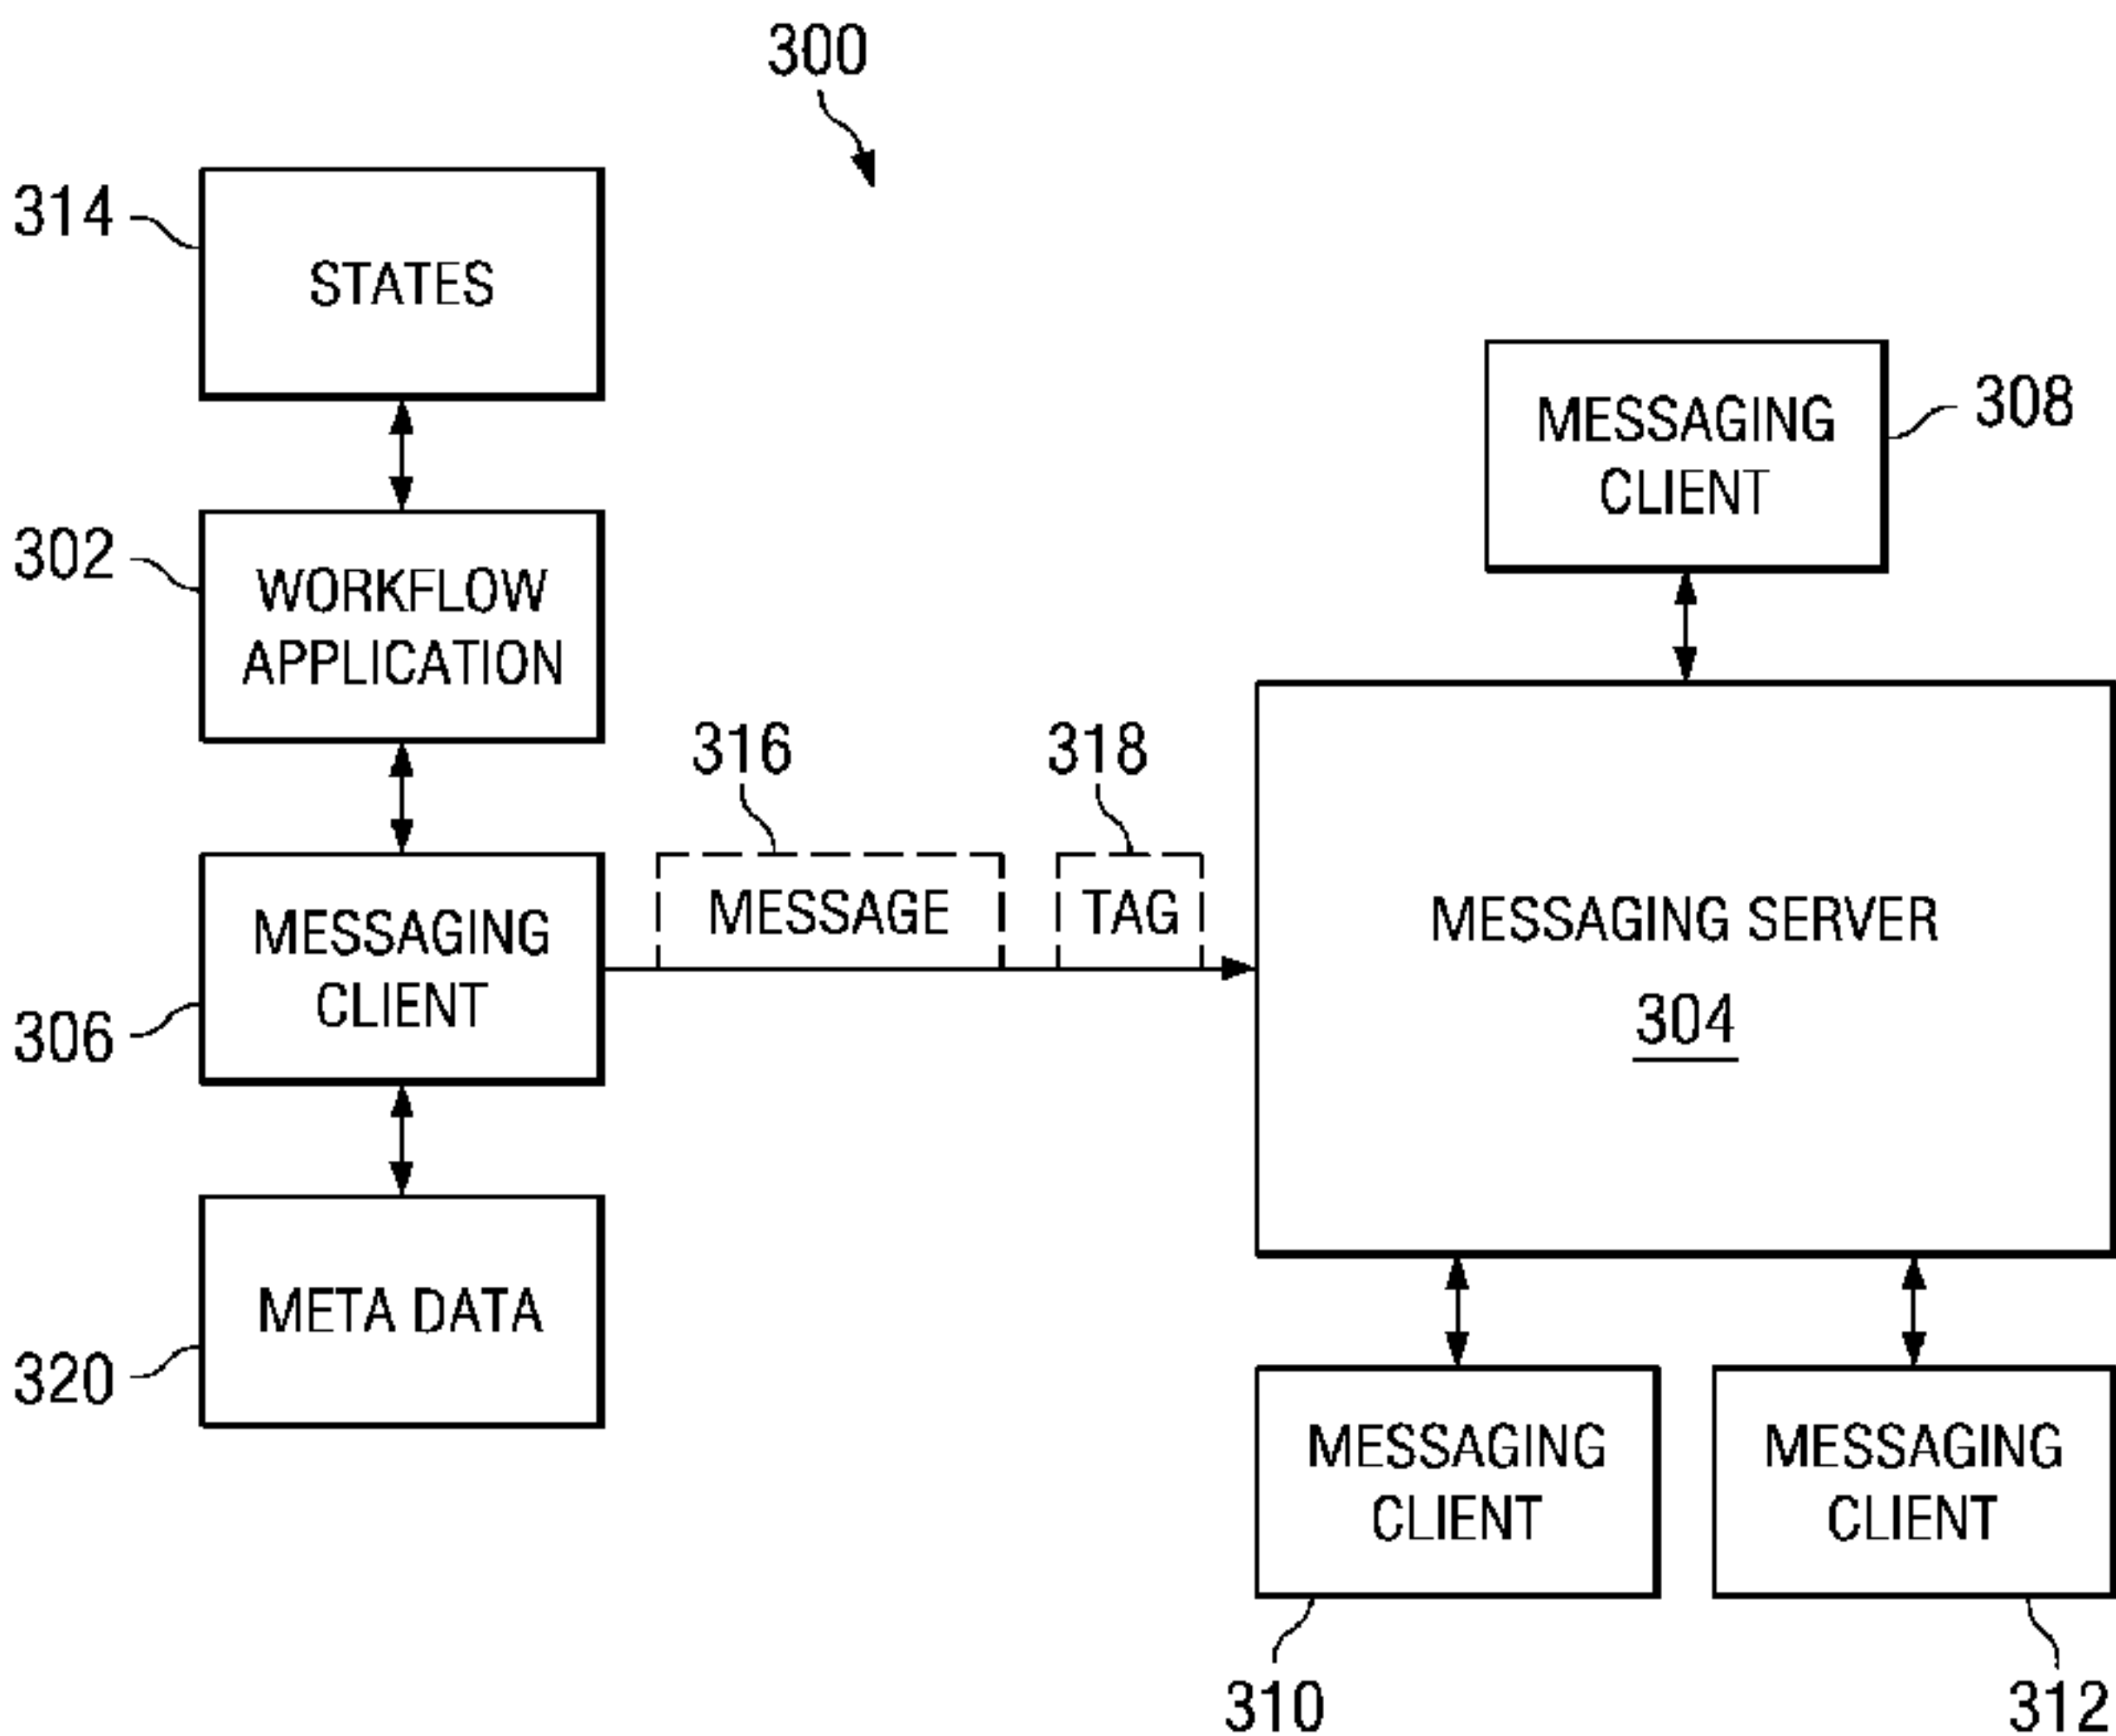 300
314
STATES
308
MESSAGING
CLIENT
302
WORKFLOW
APPLICATION
316
318
MESSAGE
TAG
MESSAGING SERVER
304
306
MESSAGING
CLIENT
320
META DATA
MESSAGING
CLIENT
MESSAGING
CLIENT
310
312